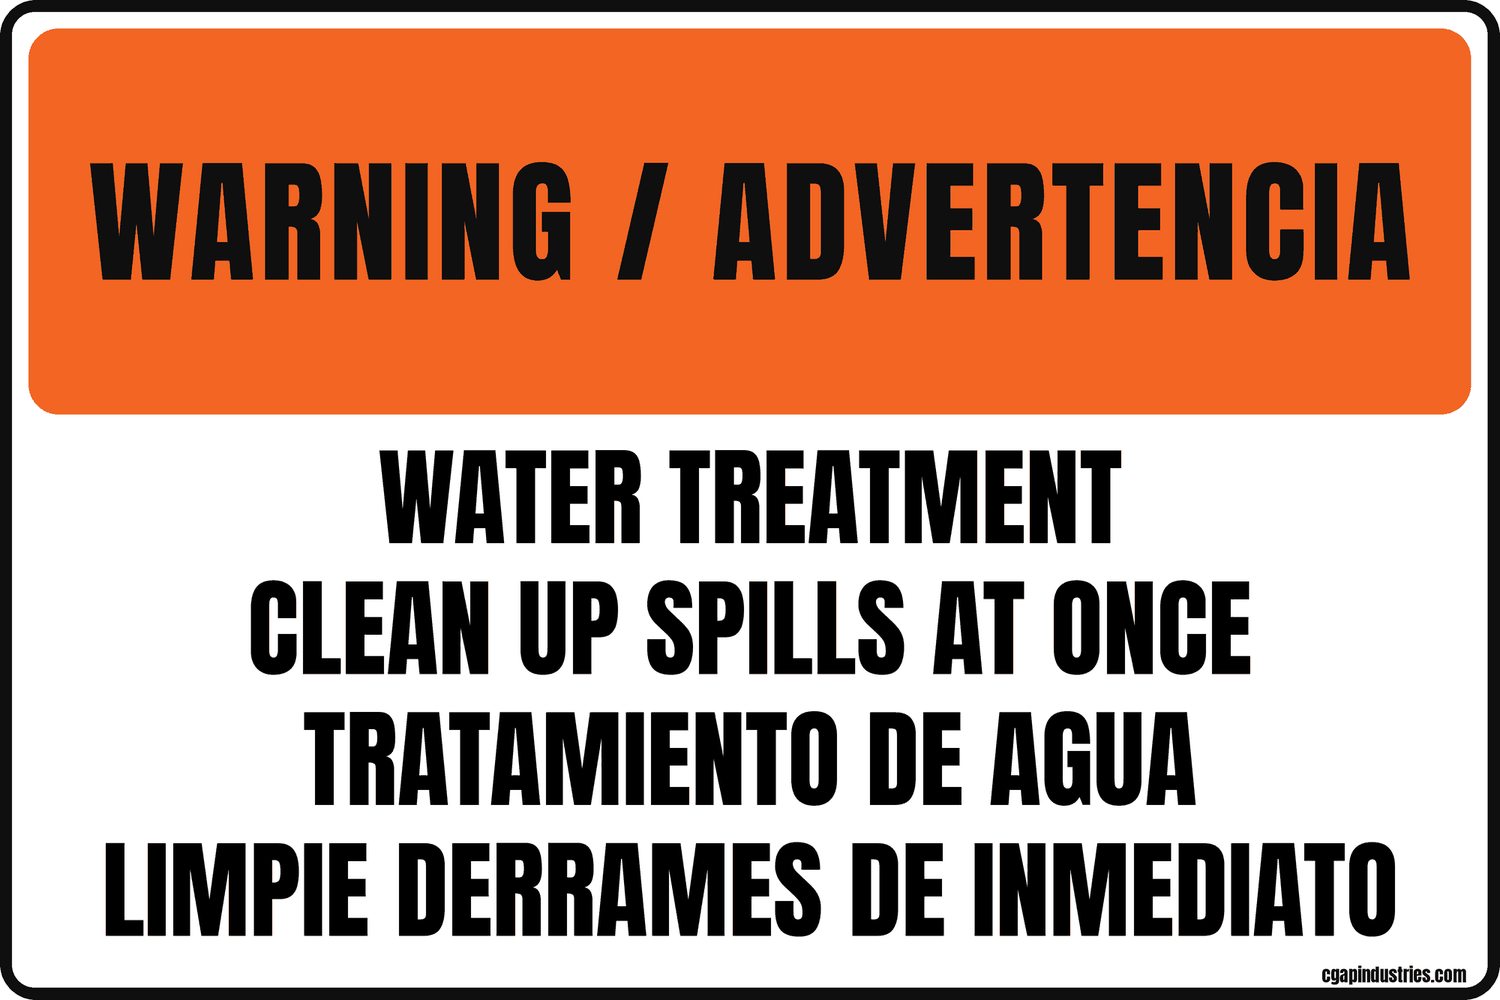 WARNING / ADVERTENCIA
WATER TREATMENT
CLEAN UP SPILLS AT ONCE
TRATAMIENTO DE AGUA
LIMPIE DERRAMES DE INMEDIATO
cgapindustries.com